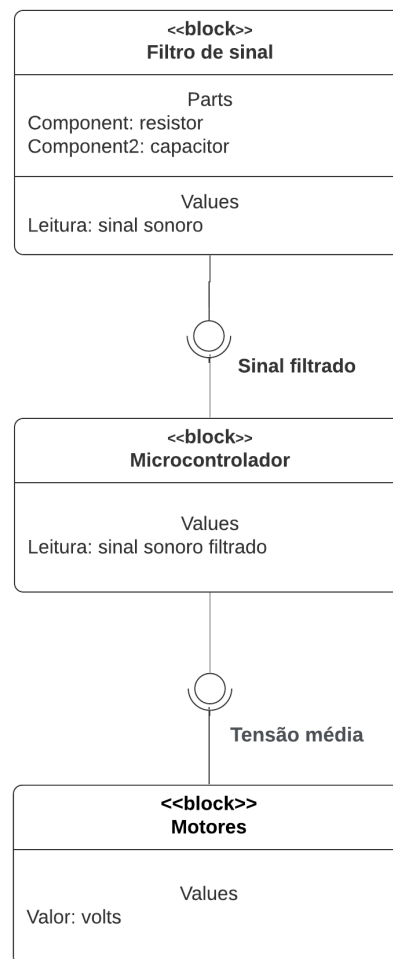 <<block>>
Filtro de sinal
Parts
Component: resistor
Component2: capacitor
Values
Leitura: sinal sonoro
Sinal filtrado
<<block>>
Microcontrolador
Values
Leitura: sinal sonoro filtrado
Tensão média
<<block>>
Motores
Values
Valor: volts